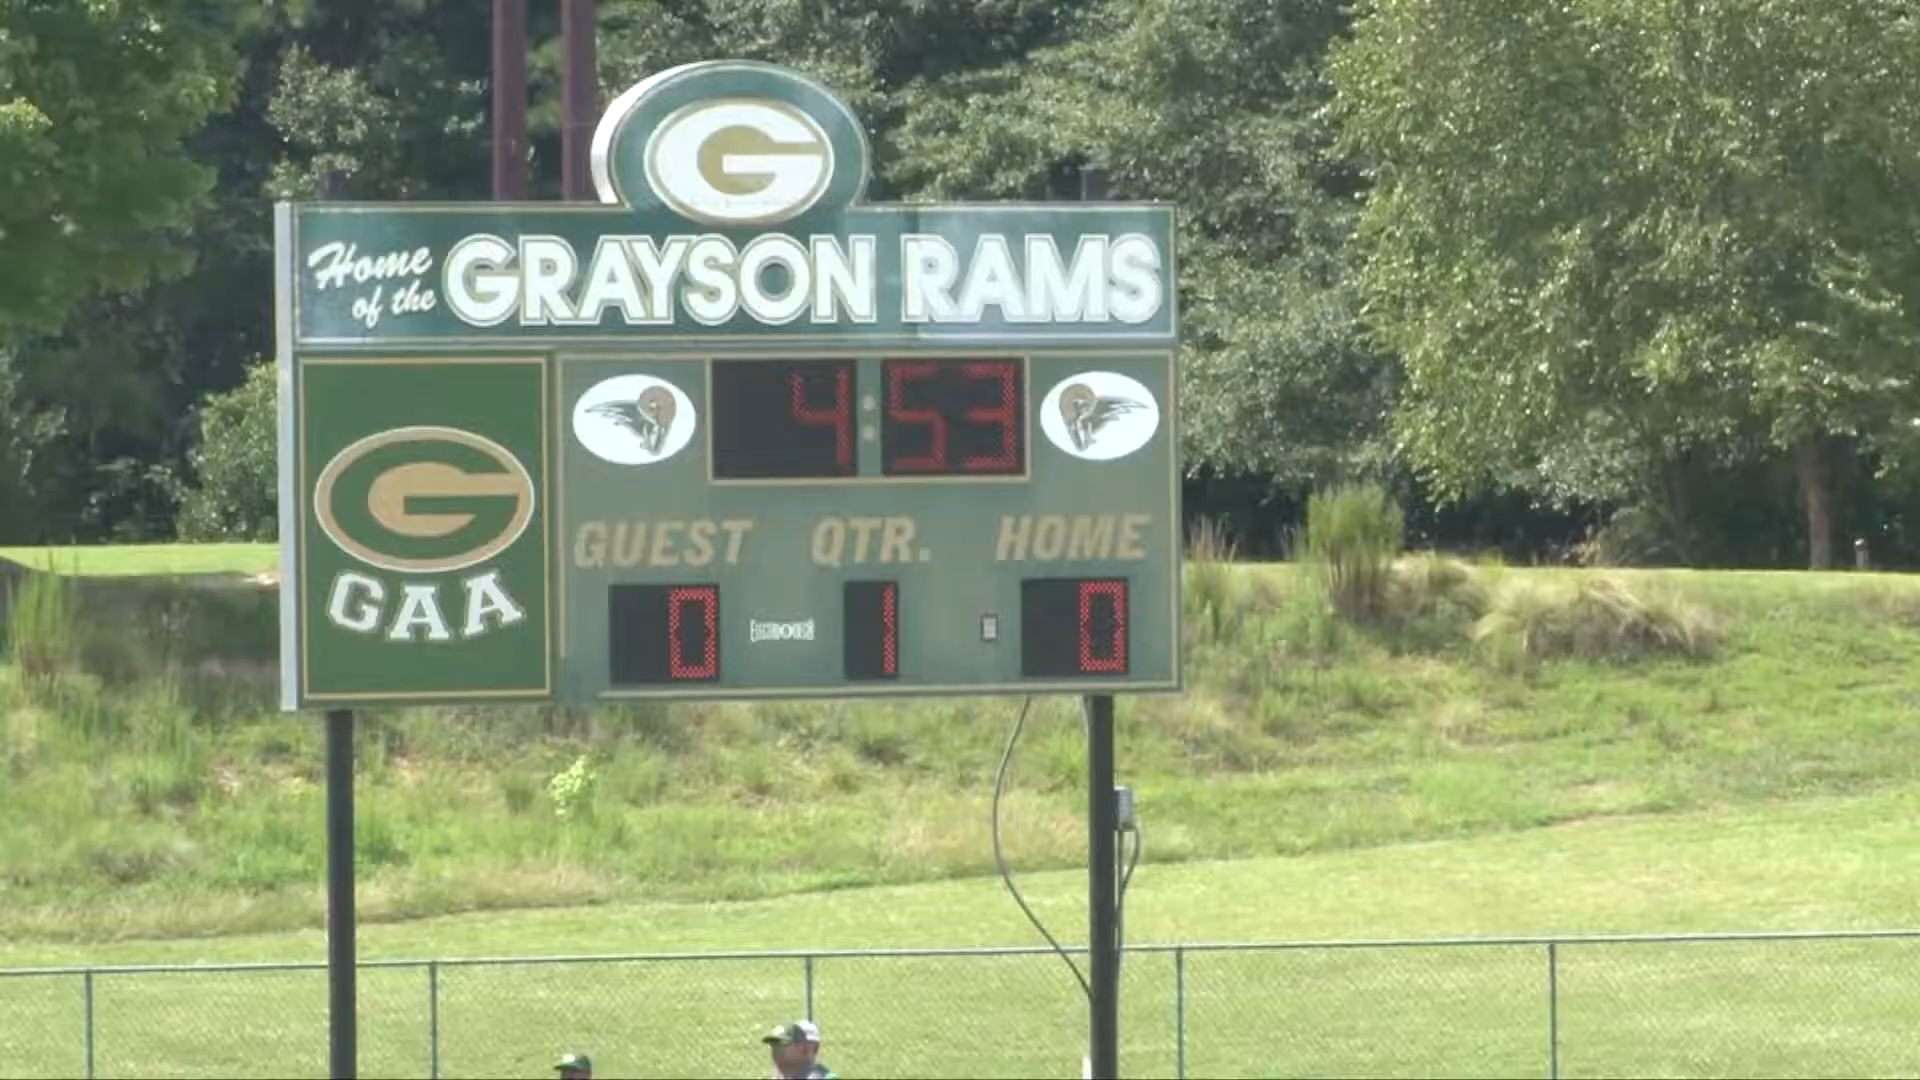 G
Home
of the GRAYSON RAMS
4:53
G
GAA
GUEST QTR. HOME
0 1 0